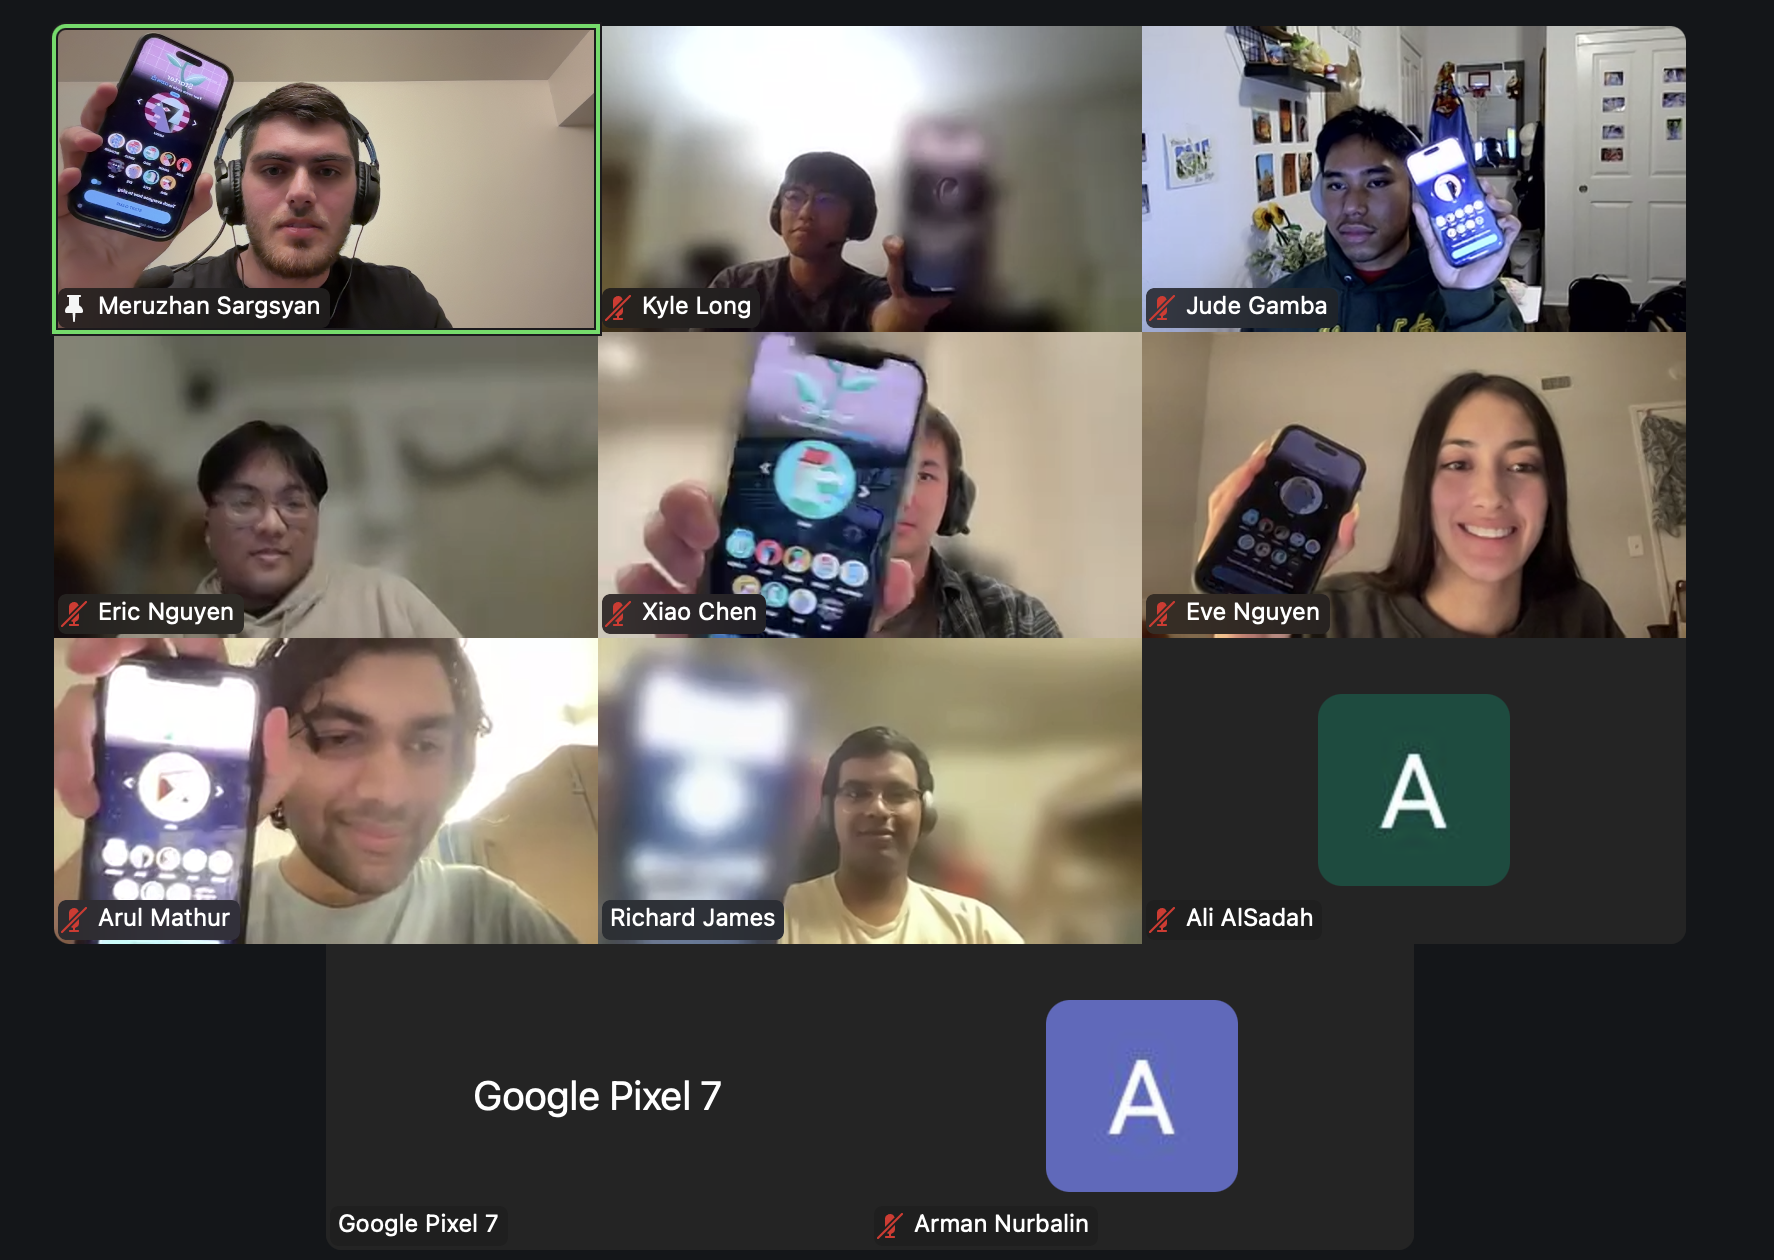 Meruzhan Sargsyan
Kyle Long
Jude Gamba
Eric Nguyen
Xiao Chen
Eve Nguyen
Arul Mathur
Richard James
A
Ali AlSadah
Google Pixel 7
A
Google Pixel 7
Arman Nurbalin